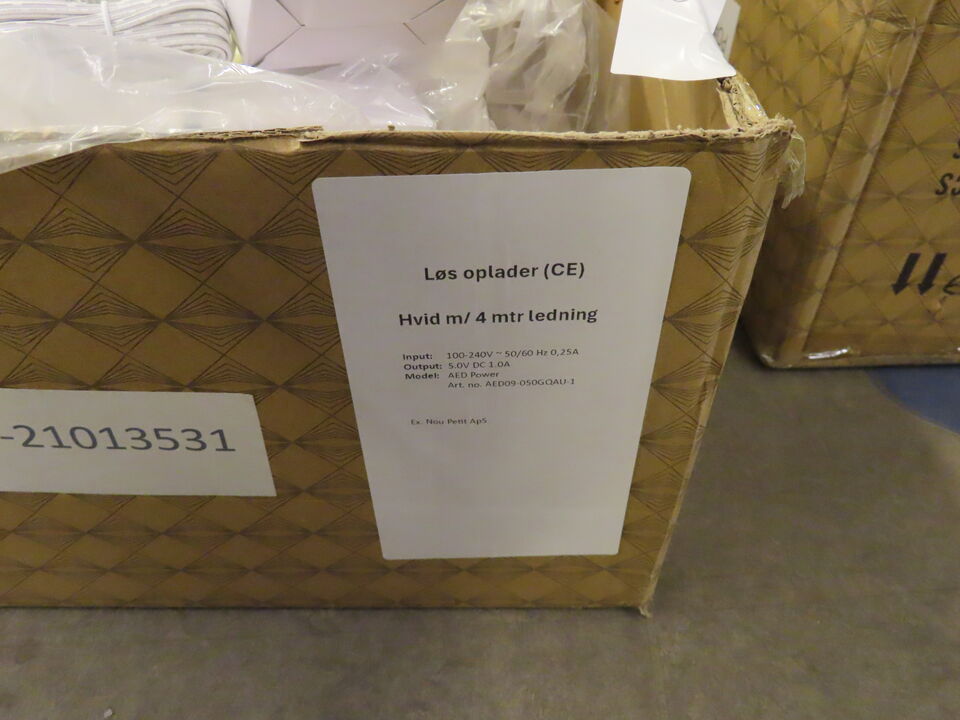 Løs oplader (CE)
Hvid m/ 4 mtr ledning
Input: 100-240V ~ 50/60 Hz 0,25A
Output: 5.0V DC 1.0A
Model: AED Power
Art. no. AED09-050GQAU-1
Ex. Nou Petit ApS
-21013531